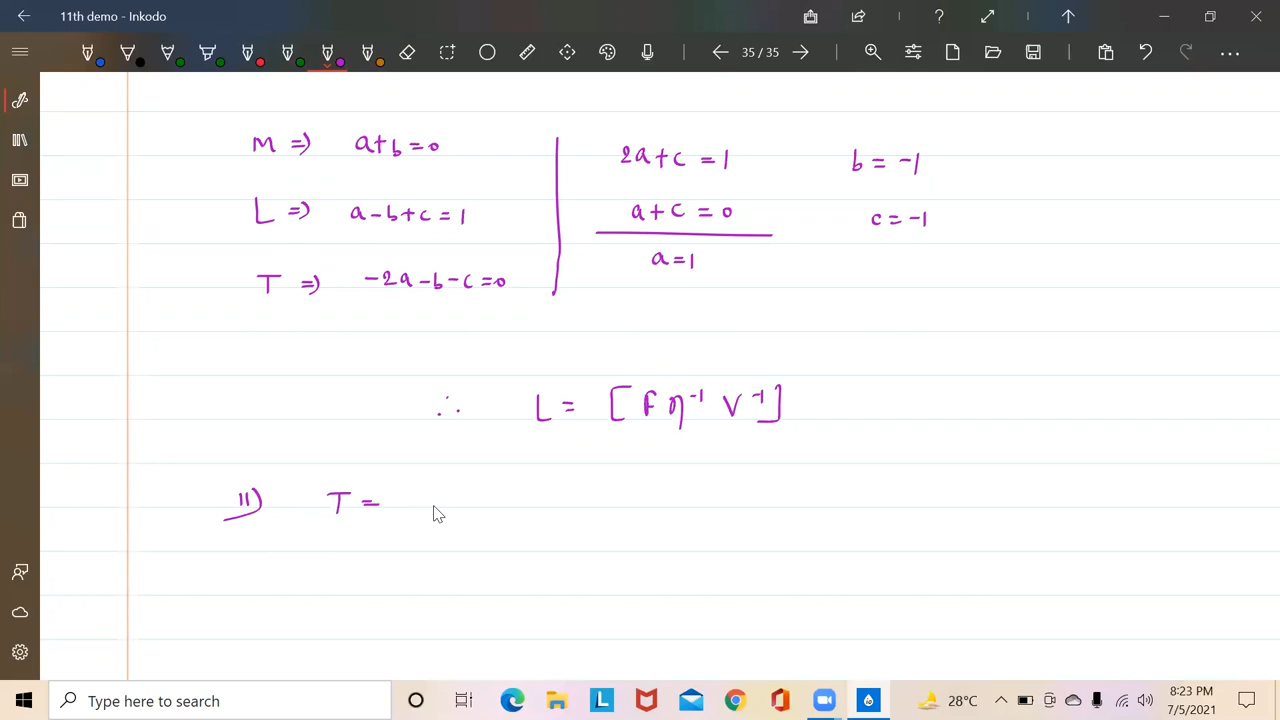 11th demo - Inkodo
35/35
M ⇒ a+b=0
L ⇒ a-b+c=1
T ⇒ -2a-b-c=0
2a+c=1
a+c=0
a=1
b=-1
c=-1
∴ L = [F η⁻¹ V⁻¹]
11) T =
Type here to search
28°C
8:23 PM
7/5/2021